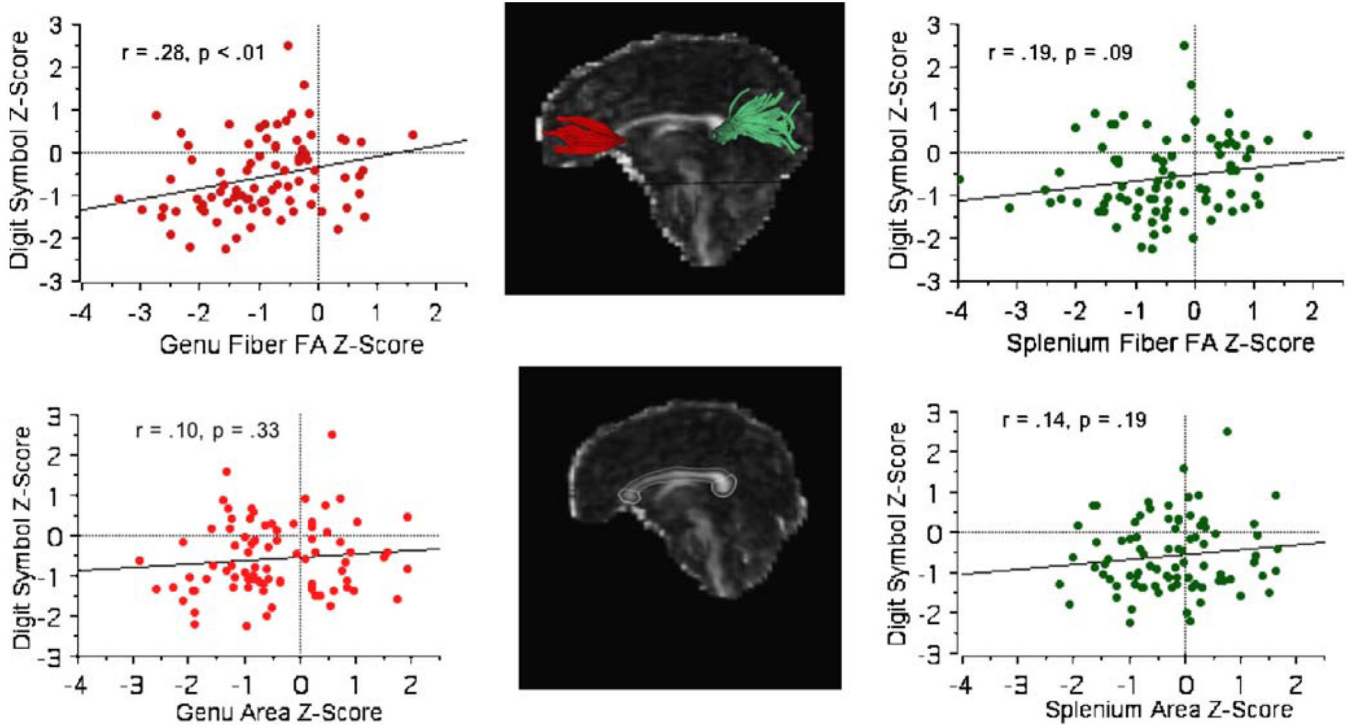 3
2
1
0
-1
-2
-3
Digit Symbol Z-Score
r = .28, p < .01
-4 -3 -2 -1 0 1 2
Genu Fiber FA Z-Score
3
2
1
0
-1
-2
-3
Digit Symbol Z-Score
r = .19, p = .09
-4 -3 -2 -1 0 1 2
Splenium Fiber FA Z-Score
3
2
1
0
-1
-2
-3
Digit Symbol Z-Score
r = .10, p = .33
-4 -3 -2 -1 0 1 2
Genu Area Z-Score
3
2
1
0
-1
-2
-3
Digit Symbol Z-Score
r = .14, p = .19
-4 -3 -2 -1 0 1 2
Splenium Area Z-Score